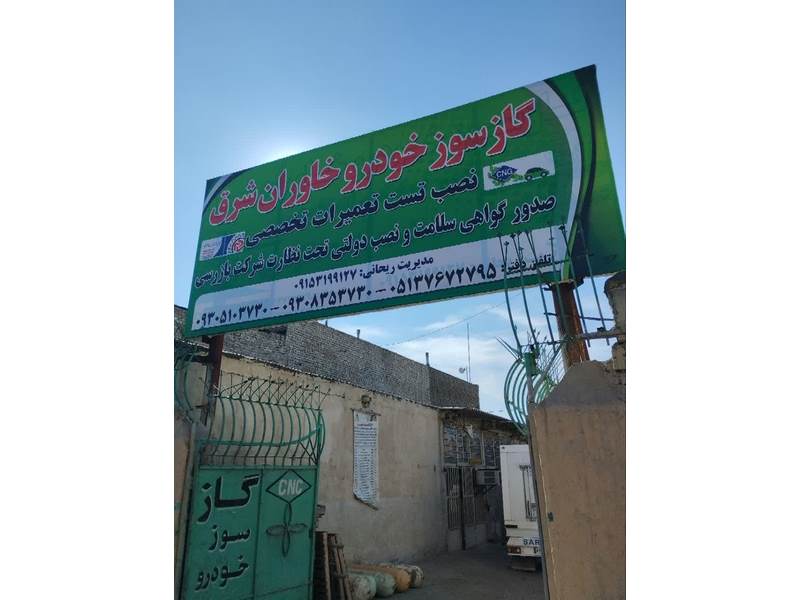 گازسوز خودرو خاوران شرق
نصب تست تعمیرات تخصصی
CNG
صدور گواهی سلامت و نصب دولتی تحت نظارت شرکت بازرسی
مدیریت ریحانی: ۰۹۱۵۳۱۹۹۱۲۷
تلفن دفتر: ۰۵۱۳۷۶۷۲۷۹۵ - ۰۹۳۰۸۳۵۳۷۳۰ - ۰۹۳۰۵۱۰۳۷۳۰
گاز
سوز
خودرو
CNG
SAR